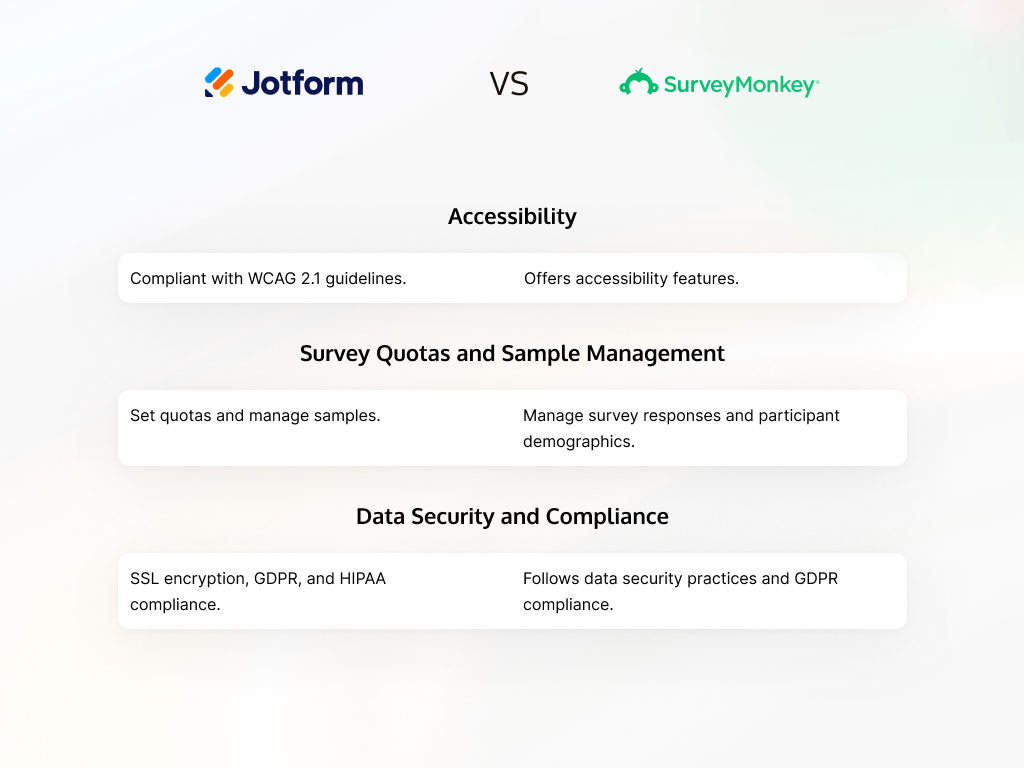 Jotform VS SurveyMonkey®
Accessibility
Compliant with WCAG 2.1 guidelines. Offers accessibility features.
Survey Quotas and Sample Management
Set quotas and manage samples.
Manage survey responses and participant
demographics.
Data Security and Compliance
SSL encryption, GDPR, and HIPAA
compliance.
Follows data security practices and GDPR
compliance.